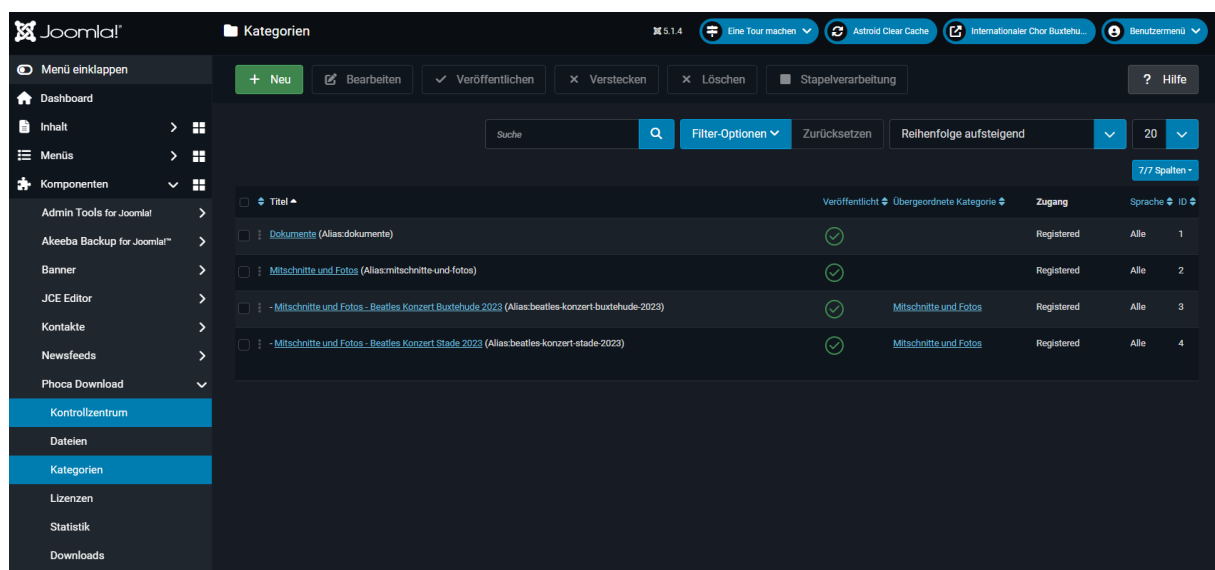 Joomla!®
Kategorien
5.1.4
Eine Tour machen
Astroid Clear Cache
Internationaler Chor Buxtehu...
Benutzermenü
Menü einklappen
+ Neu
Bearbeiten
Veröffentlichen
Verstecken
Löschen
Stapelverarbeitung
? Hilfe
Dashboard
Inhalt
Menüs
Komponenten
Suche
Filter-Optionen
Zurücksetzen
Reihenfolge aufsteigend
20
7/7 Spalten
Titel
Veröffentlicht
Übergeordnete Kategorie
Zugang
Sprache
ID
Dokumente (Alias:dokumente) Registered Alle 1
Mitschnitte und Fotos (Alias:mitschnitte-und-fotos) Registered Alle 2
- Mitschnitte und Fotos - Beatles Konzert Buxtehude 2023 (Alias:beatles-konzert-buxtehude-2023) Mitschnitte und Fotos Registered Alle 3
- Mitschnitte und Fotos - Beatles Konzert Stade 2023 (Alias:beatles-konzert-stade-2023) Mitschnitte und Fotos Registered Alle 4
Admin Tools for Joomla!
Akeeba Backup for Joomla!™
Banner
JCE Editor
Kontakte
Newsfeeds
Phoca Download
Kontrollzentrum
Dateien
Kategorien
Lizenzen
Statistik
Downloads